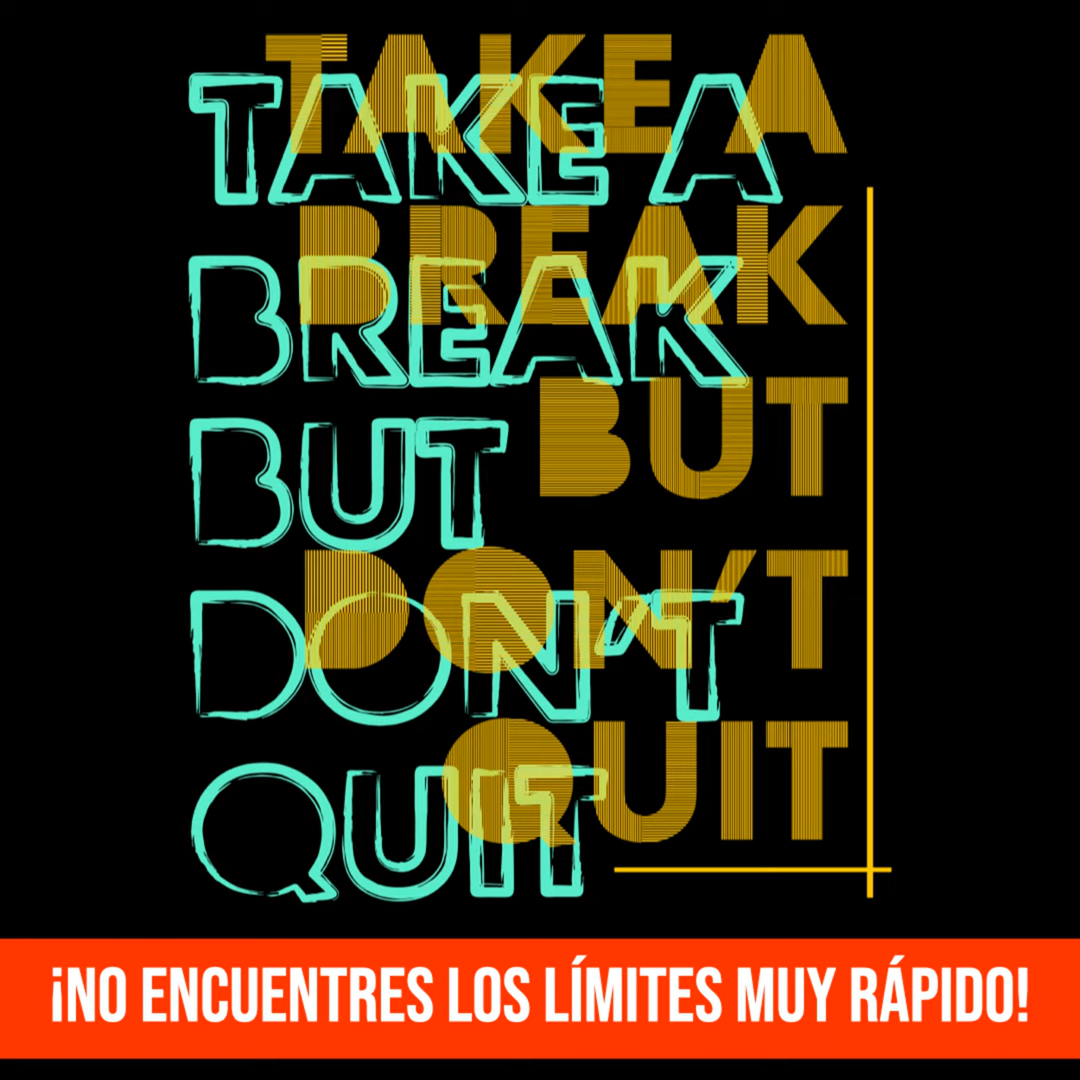 TAKE A
BREAK
BUT
DON'T
QUIT
TAKE A
BREAK
BUT
DON'T
QUIT
¡NO ENCUENTRES LOS LÍMITES MUY RÁPIDO!